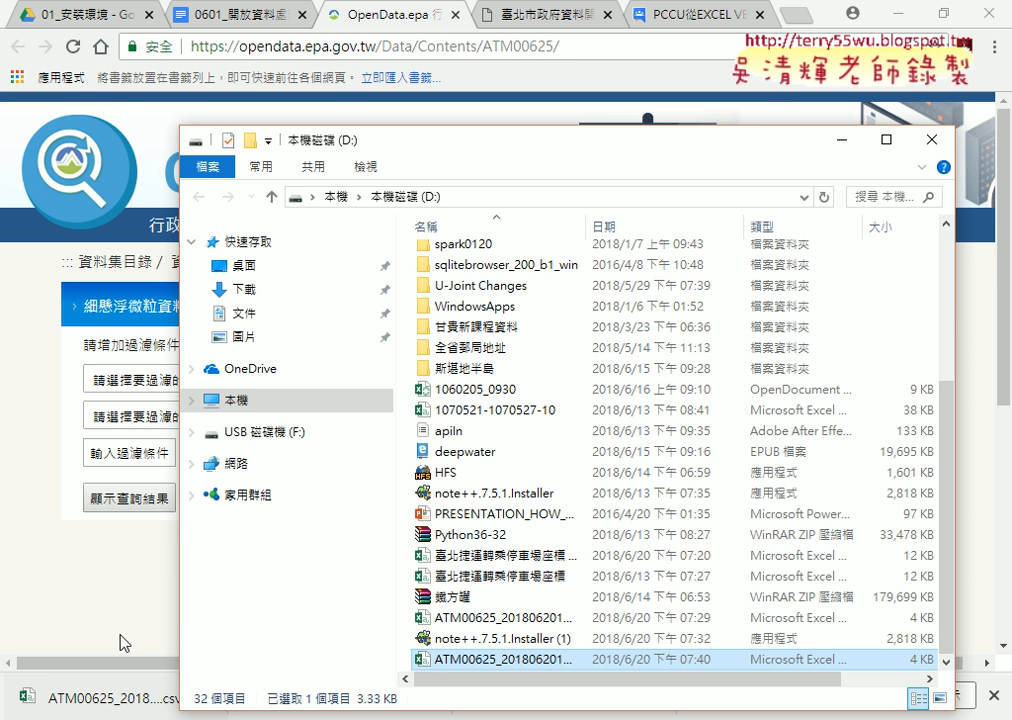 01_安裝環境 - Go
0601_開放資料處
OpenData.epa 行
臺北市政府資料開
PCCU從EXCEL VE
安全
https://opendata.epa.gov.tw/Data/Contents/ATM00625/
http://terry55wu.blogspot.tw
吳清輝老師錄製
應用程式
將書籤放置在書籤列上，即可快速前往各個網頁。
立即匯入書籤...
行政
::: 資料集目錄 /
細懸浮微粒資料
請增加過濾條件
請選擇要過濾的
請選擇要過濾的
輸入過濾條件
顯示查詢結果
本機磁碟 (D:)
檔案 常用 共用 檢視
本機 本機磁碟 (D:)
搜尋 本機...
快速存取
桌面
下載
文件
圖片
OneDrive
本機
USB 磁碟機 (F:)
網路
家用群組
名稱 日期 類型 大小
spark0120 2018/1/7 上午 09:43 檔案資料夾
sqlitebrowser_200_b1_win 2016/4/8 下午 10:48 檔案資料夾
U-Joint Changes 2018/5/29 下午 07:39 檔案資料夾
WindowsApps 2018/1/6 下午 01:52 檔案資料夾
甘貴新課程資料 2018/3/23 下午 06:36 檔案資料夾
全省郵局地址 2018/5/14 下午 11:13 檔案資料夾
斯堪地半島 2018/6/15 下午 09:28 檔案資料夾
1060205_0930 2018/6/16 上午 09:10 OpenDocument ... 9 KB
1070521-1070527-10 2018/6/13 下午 08:41 Microsoft Excel ... 38 KB
apiIn 2018/6/13 下午 09:35 Adobe After Effe... 133 KB
deepwater 2018/6/15 下午 09:16 EPUB 檔案 19,695 KB
HFS 2018/6/14 下午 06:59 應用程式 1,601 KB
note++.7.5.1.Installer 2018/6/13 下午 07:35 應用程式 2,818 KB
PRESENTATION_HOW_... 2016/4/20 下午 01:35 Microsoft Power... 97 KB
Python36-32 2018/6/13 下午 08:27 WinRAR ZIP 壓縮檔 33,478 KB
臺北捷運轉乘停車場座標 ... 2018/6/20 下午 07:20 Microsoft Excel ... 12 KB
臺北捷運轉乘停車場座標 2018/6/13 下午 07:27 Microsoft Excel ... 12 KB
鐵方罐 2018/6/14 下午 06:53 WinRAR ZIP 壓縮檔 179,699 KB
ATM00625_201806201... 2018/6/20 下午 07:29 Microsoft Excel ... 4 KB
note++.7.5.1.Installer (1) 2018/6/20 下午 07:32 應用程式 2,818 KB
ATM00625_201806201... 2018/6/20 下午 07:40 Microsoft Excel ... 4 KB
32 個項目 已選取 1 個項目 3.33 KB
ATM00625_2018....csv